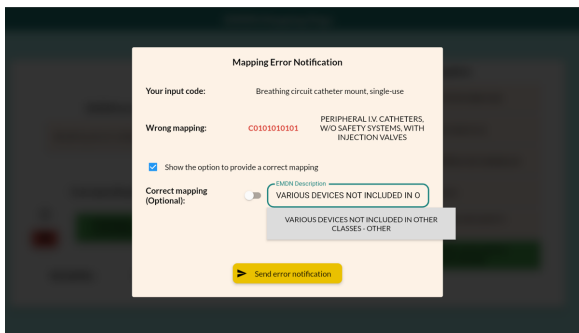 Mapping Error Notification
Your input code:
Breathing circuit catheter mount, single-use
Wrong mapping:
C0101010101
PERIPHERAL I.V. CATHETERS,
W/O SAFETY SYSTEMS, WITH
INJECTION VALVES
Show the option to provide a correct mapping
Correct mapping
(Optional):
EMDN Description
VARIOUS DEVICES NOT INCLUDED IN O
VARIOUS DEVICES NOT INCLUDED IN OTHER
CLASSES - OTHER
Send error notification